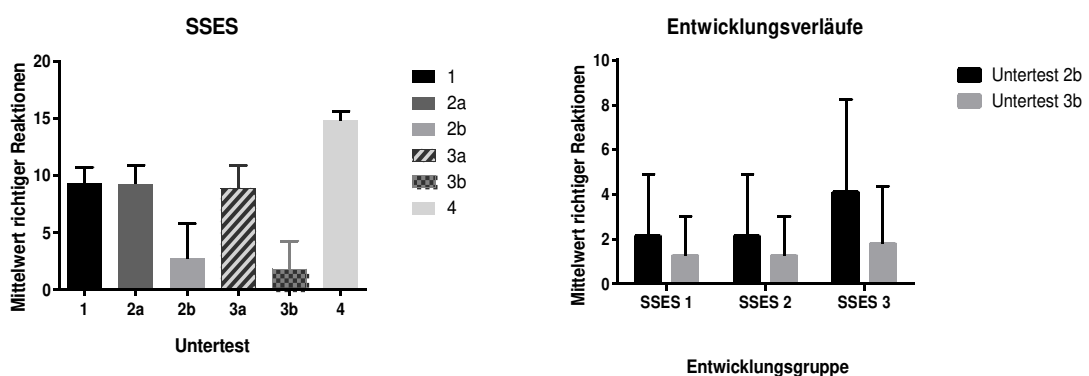 SSES
Mittelwert richtiger Reaktionen
20
15
10
5
0
1
2a
2b
3a
3b
4
Untertest
1
2a
2b
3a
3b
4
Entwicklungsverläufe
Mittelwert richtiger Reaktionen
10
8
6
4
2
0
SSES 1
SSES 2
SSES 3
Entwicklungsgruppe
Untertest 2b
Untertest 3b